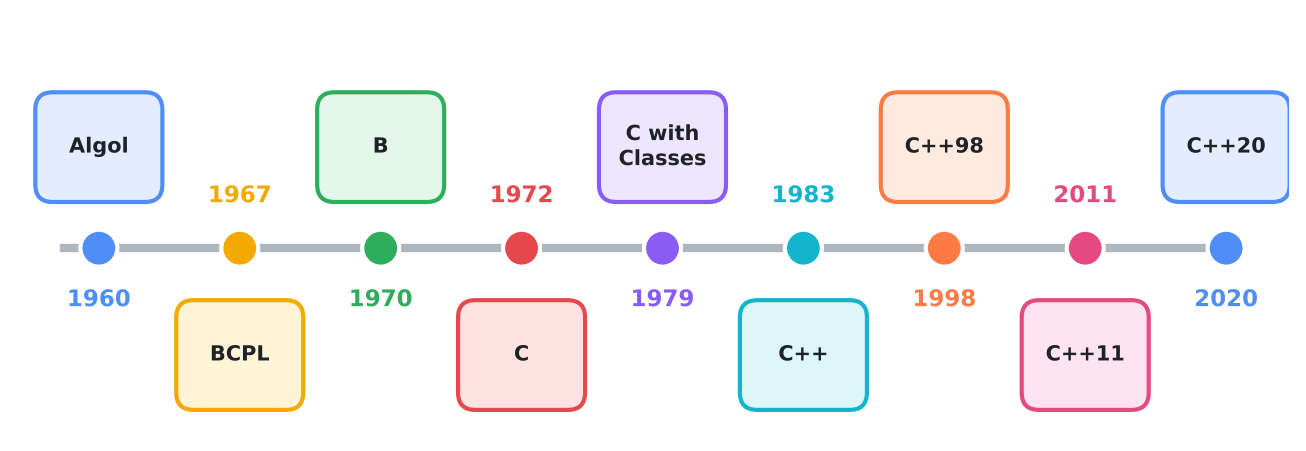 Algol
1960
1967
BCPL
B
1970
1972
C
C with
Classes
1979
1983
C++
C++98
1998
2011
C++11
C++20
2020